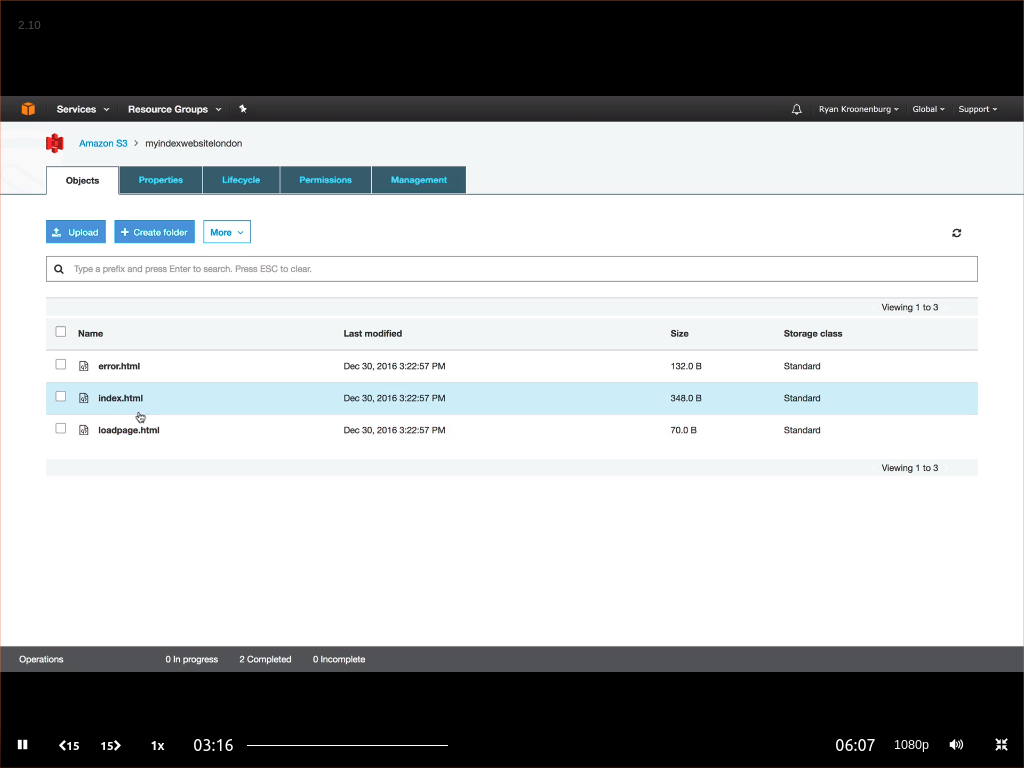 2.10
Services Resource Groups Ryan Kroonenburg Global Support
Amazon S3 > myindexwebsitelondon
Objects Properties Lifecycle Permissions Management
Upload + Create folder More
Type a prefix and press Enter to search. Press ESC to clear.
Viewing 1 to 3
Name Last modified Size Storage class
error.html Dec 30, 2016 3:22:57 PM 132.0 B Standard
index.html Dec 30, 2016 3:22:57 PM 348.0 B Standard
loadpage.html Dec 30, 2016 3:22:57 PM 70.0 B Standard
Viewing 1 to 3
Operations 0 In progress 2 Completed 0 Incomplete
15 15 1x 03:16 06:07 1080p